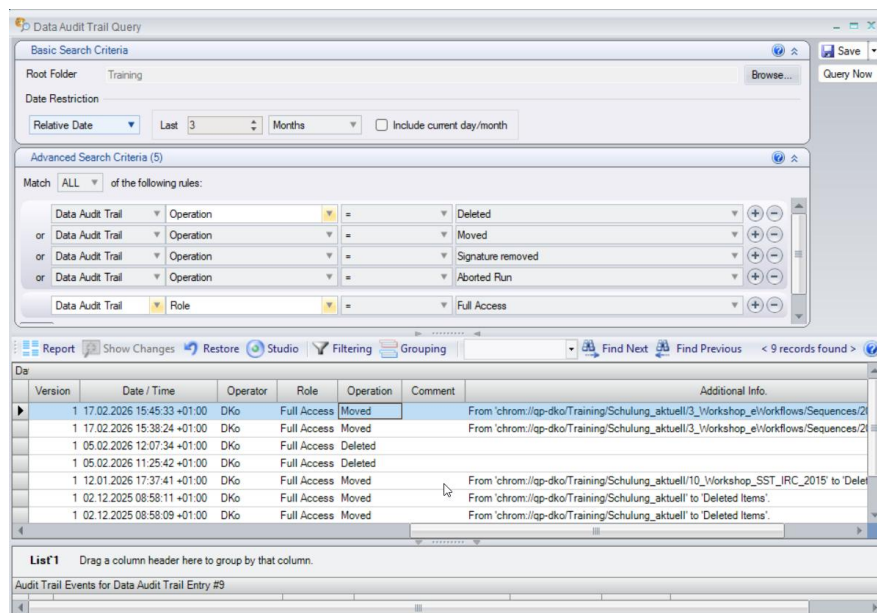 Data Audit Trail Query
Basic Search Criteria
Save
Root Folder Training Browse... Query Now
Date Restriction
Relative Date Last 3 Months Include current day/month
Advanced Search Criteria (5)
Match ALL of the following rules:
Data Audit Trail Operation = Deleted
or Data Audit Trail Operation = Moved
or Data Audit Trail Operation = Signature removed
or Data Audit Trail Operation = Aborted Run
Data Audit Trail Role = Full Access
Report Show Changes Restore Studio Filtering Grouping Find Next Find Previous < 9 records found >
Da
Version Date / Time Operator Role Operation Comment Additional Info.
1 17.02.2026 15:45:33 +01:00 DKo Full Access Moved From 'chrom://qp-dko/Training/Schulung_aktuell/3_Workshop_eWorkflows/Sequences/20
1 17.02.2026 15:38:24 +01:00 DKo Full Access Moved From 'chrom://qp-dko/Training/Schulung_aktuell/3_Workshop_eWorkflows/Sequences/20
1 05.02.2026 12:07:34 +01:00 DKo Full Access Deleted
1 05.02.2026 11:25:42 +01:00 DKo Full Access Deleted
1 12.01.2026 17:37:41 +01:00 DKo Full Access Moved From 'chrom://qp-dko/Training/Schulung_aktuell/10_Workshop_SST_IRC_2015' to 'Delet
1 02.12.2025 08:58:11 +01:00 DKo Full Access Moved From 'chrom://qp-dko/Training/Schulung_aktuell' to 'Deleted Items'.
1 02.12.2025 08:58:09 +01:00 DKo Full Access Moved From 'chrom://qp-dko/Training/Schulung_aktuell' to 'Deleted Items'.
List*1 Drag a column header here to group by that column.
Audit Trail Events for Data Audit Trail Entry #9